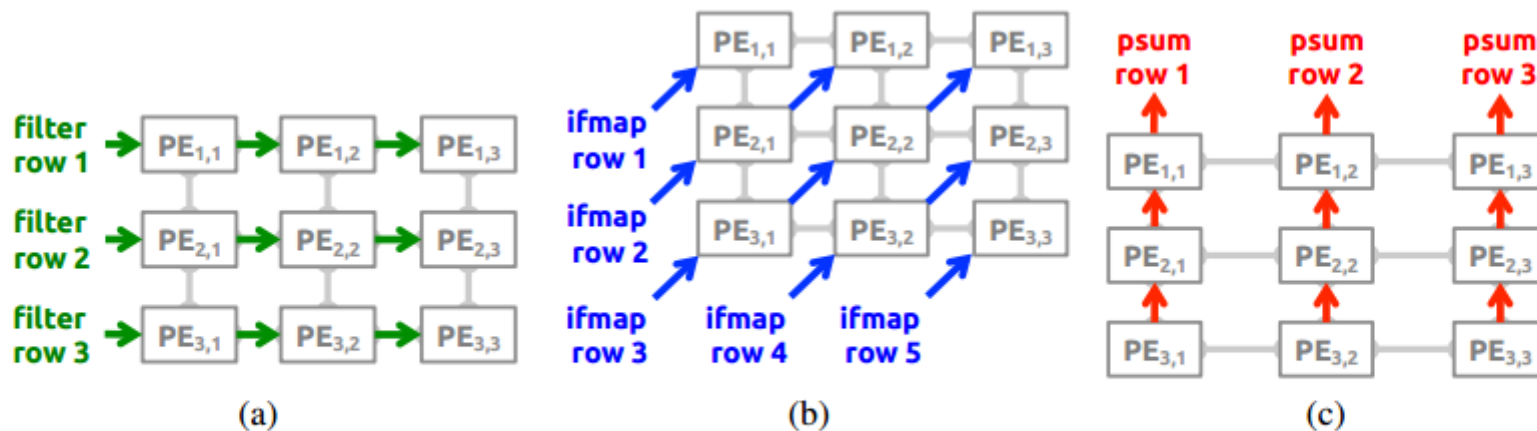 filter
row 1
PE1,1
PE1,2
PE1,3
filter
row 2
PE2,1
PE2,2
PE2,3
filter
row 3
PE3,1
PE3,2
PE3,3
(a)
PE1,1
PE1,2
PE1,3
ifmap
row 1
PE2,1
PE2,2
PE2,3
ifmap
row 2
PE3,1
PE3,2
PE3,3
ifmap
row 3
ifmap
row 4
ifmap
row 5
(b)
psum
row 1
psum
row 2
psum
row 3
PE1,1
PE1,2
PE1,3
PE2,1
PE2,2
PE2,3
PE3,1
PE3,2
PE3,3
(c)